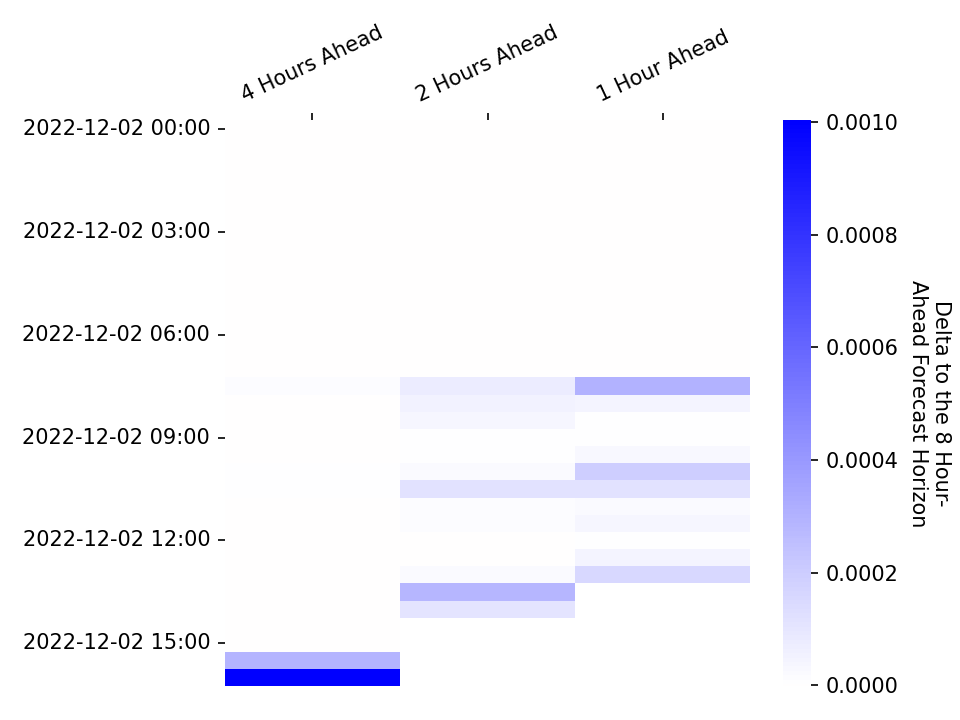 4 Hours Ahead
2 Hours Ahead
1 Hour Ahead
2022-12-02 00:00
2022-12-02 03:00
2022-12-02 06:00
2022-12-02 09:00
2022-12-02 12:00
2022-12-02 15:00
0.0010
0.0008
0.0006
0.0004
0.0002
0.0000
Delta to the 8 Hour-
Ahead Forecast Horizon